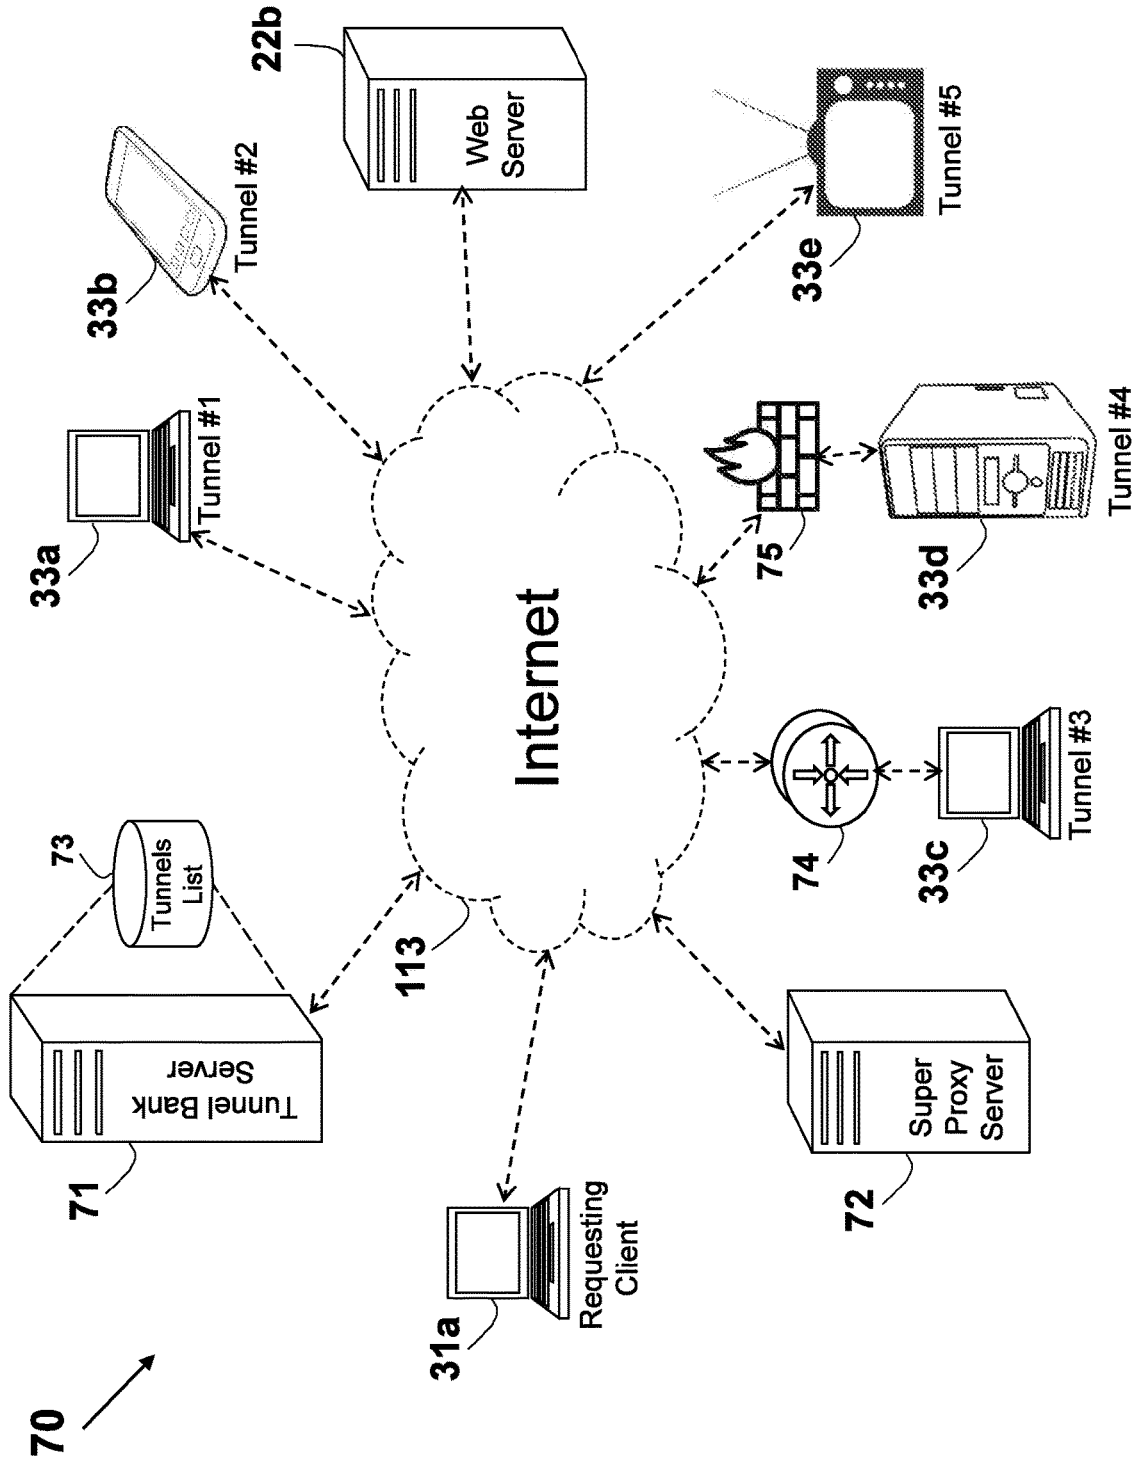 70
71
Tunnel Bank
Server
73
Tunnels
List
33a
Tunnel #1
33b
Tunnel #2
22b
Web
Server
31a
Requesting
Client
113
Internet
72
Super
Proxy
Server
74
33c
Tunnel #3
75
33d
Tunnel #4
33e
Tunnel #5